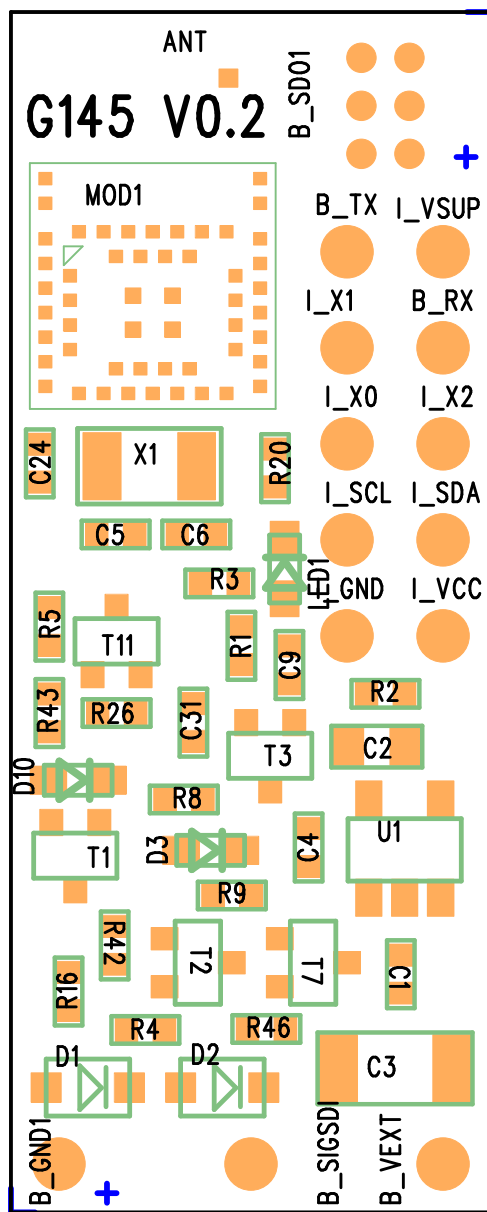 ANT
B_SDO1
G145 V0.2
MOD1
B_TX
I_VSUP
I_X1
B_RX
I_X0
I_X2
C24
X1
R20
I_SCL
I_SDA
C5
C6
LED1
R3
I_GND
I_VCC
R5
T11
R1
C9
R43
R26
C31
R2
T3
C2
D10
R8
T1
D3
C4
U1
R9
R42
T2
T7
R16
C1
R4
R46
D1
D2
C3
B_GND1
B_SIGSDI
B_VEXT